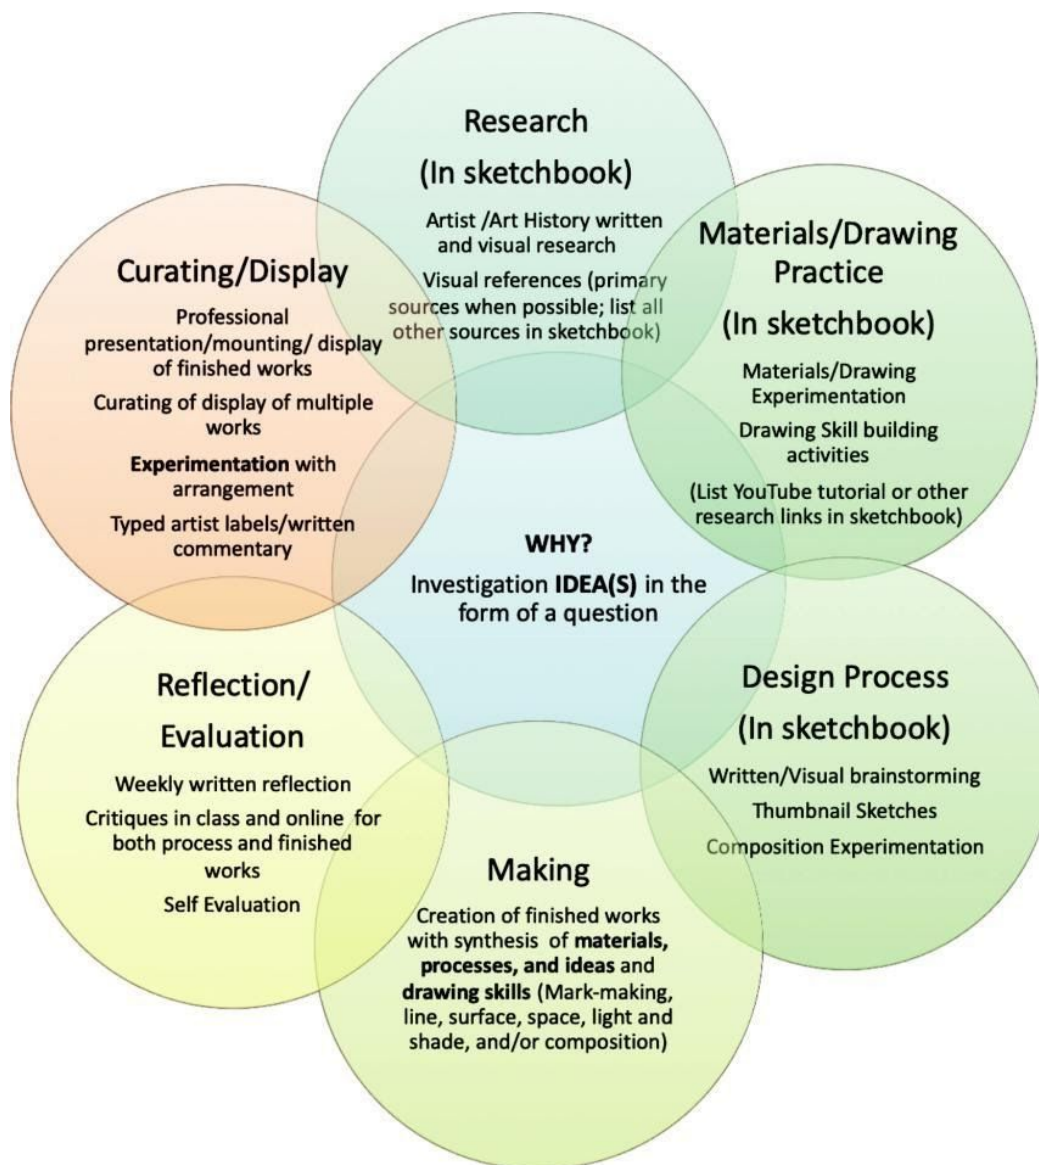 Research
(In sketchbook)
Artist /Art History written
and visual research
Visual references (primary
sources when possible; list all
other sources in sketchbook)
Materials/Drawing
Practice
(In sketchbook)
Materials/Drawing
Experimentation
Drawing Skill building
activities
(List YouTube tutorial or other
research links in sketchbook)
Curating/Display
Professional
presentation/mounting/ display
of finished works
Curating of display of multiple
works
Experimentation with
arrangement
Typed artist labels/written
commentary
WHY?
Investigation IDEA(S) in the
form of a question
Design Process
(In sketchbook)
Written/Visual brainstorming
Thumbnail Sketches
Composition Experimentation
Reflection/
Evaluation
Weekly written reflection
Critiques in class and online for
both process and finished
works
Self Evaluation
Making
Creation of finished works
with synthesis of materials,
processes, and ideas and
drawing skills (Mark-making,
line, surface, space, light and
shade, and/or composition)